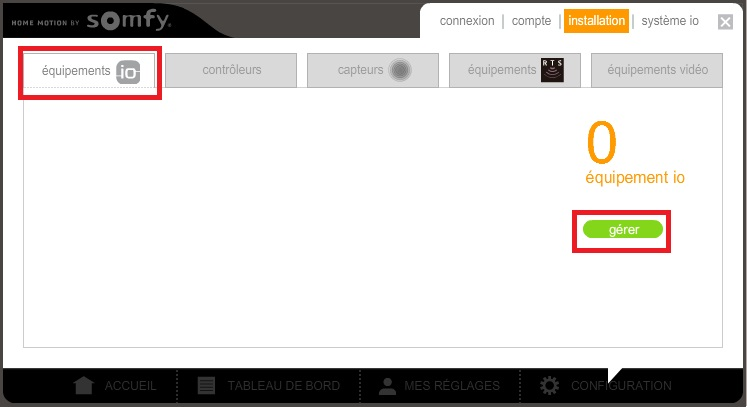 HOME MOTION BY somfy.
connexion | compte | installation | système io
équipements io
contrôleurs
capteurs
équipements RTS
équipements vidéo
0
équipement io
gérer
ACCUEIL
TABLEAU DE BORD
MES RÉGLAGES
CONFIGURATION